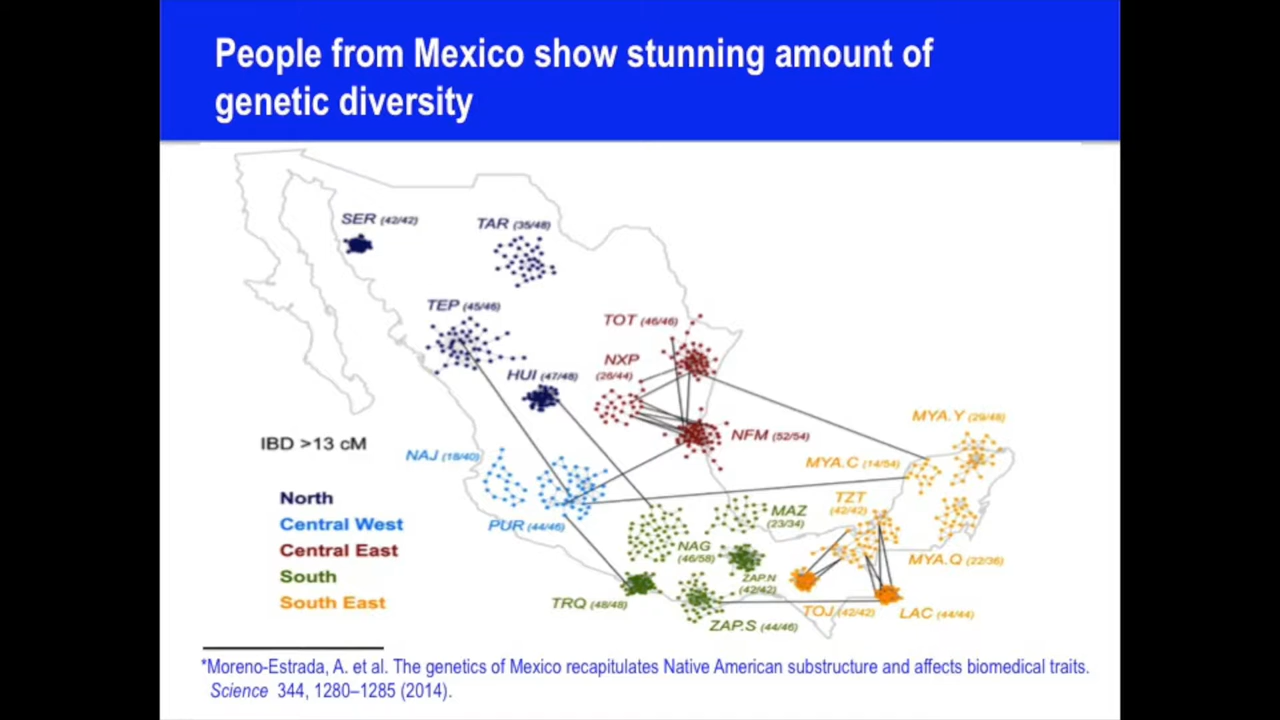 People from Mexico show stunning amount of
genetic diversity
SER (42/42)
TAR (35/48)
TEP (45/46)
TOT (46/46)
NXP
(26/44)
HUI (47/48)
MYA.Y (29/48)
NFM (52/54)
IBD >13 cM
NAJ (18/40)
MYA.C (14/54)
North
TZT
(42/42)
Central West
PUR (44/46)
MAZ
(23/34)
Central East
NAG
(46/58)
MYA.Q (22/36)
South
ZAP.N
(42/42)
South East
TRQ (48/48)
TOJ (42/42)
LAC (44/44)
ZAP.S (44/46)
*Moreno-Estrada, A. et al. The genetics of Mexico recapitulates Native American substructure and affects biomedical traits.
Science 344, 1280–1285 (2014).